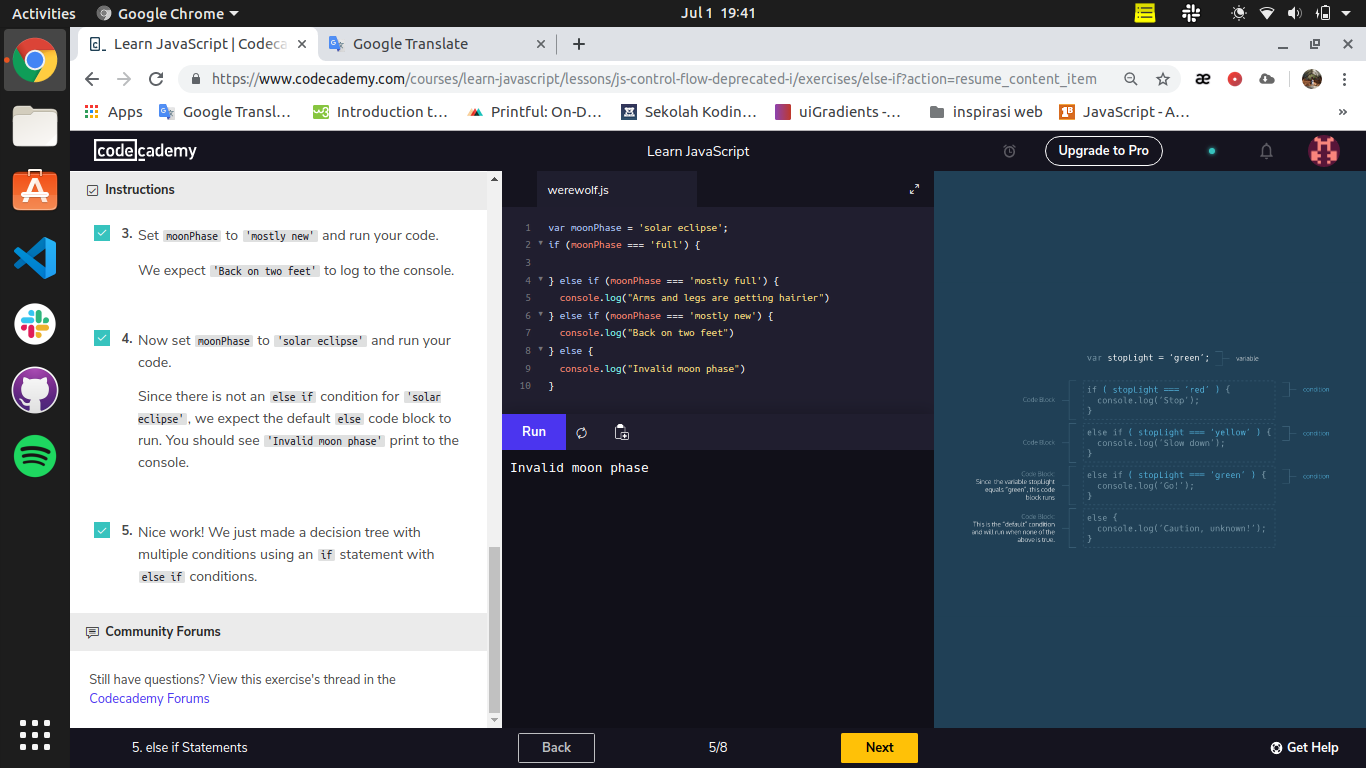 Activities
Google Chrome
Jul 1 19:41
Learn JavaScript | Codeca
Google Translate
https://www.codecademy.com/courses/learn-javascript/lessons/js-control-flow-deprecated-i/exercises/else-if?action=resume_content_item
Apps
Google Transl…
Introduction t…
Printful: On-D…
Sekolah Kodin…
uiGradients -…
inspirasi web
JavaScript - A…
codecademy
Learn JavaScript
Upgrade to Pro
Instructions
3. Set moonPhase to 'mostly new' and run your code.
We expect 'Back on two feet' to log to the console.
4. Now set moonPhase to 'solar eclipse' and run your
code.
Since there is not an else if condition for 'solar
eclipse', we expect the default else code block to
run. You should see 'Invalid moon phase' print to the
console.
5. Nice work! We just made a decision tree with
multiple conditions using an if statement with
else if conditions.
Community Forums
Still have questions? View this exercise's thread in the
Codecademy Forums
werewolf.js
1 var moonPhase = 'solar eclipse';
2 if (moonPhase === 'full') {
3
4 } else if (moonPhase === 'mostly full') {
5 console.log("Arms and legs are getting hairier")
6 } else if (moonPhase === 'mostly new') {
7 console.log("Back on two feet")
8 } else {
9 console.log("Invalid moon phase")
10 }
Run
Invalid moon phase
var stopLight = 'green';
variable
Code Block
if ( stopLight === 'red' ) {
console.log('Stop');
}
condition
Code Block
else if ( stopLight === 'yellow' ) {
console.log('Slow down');
}
condition
Code Block:
Since the variable stopLight
equals "green", this code
block runs
else if ( stopLight === 'green' ) {
console.log('Go!');
}
condition
Code Block:
This is the "default" condition
and will run when none of the
above is true.
else {
console.log('Caution, unknown!');
}
5. else if Statements
Back
5/8
Next
Get Help